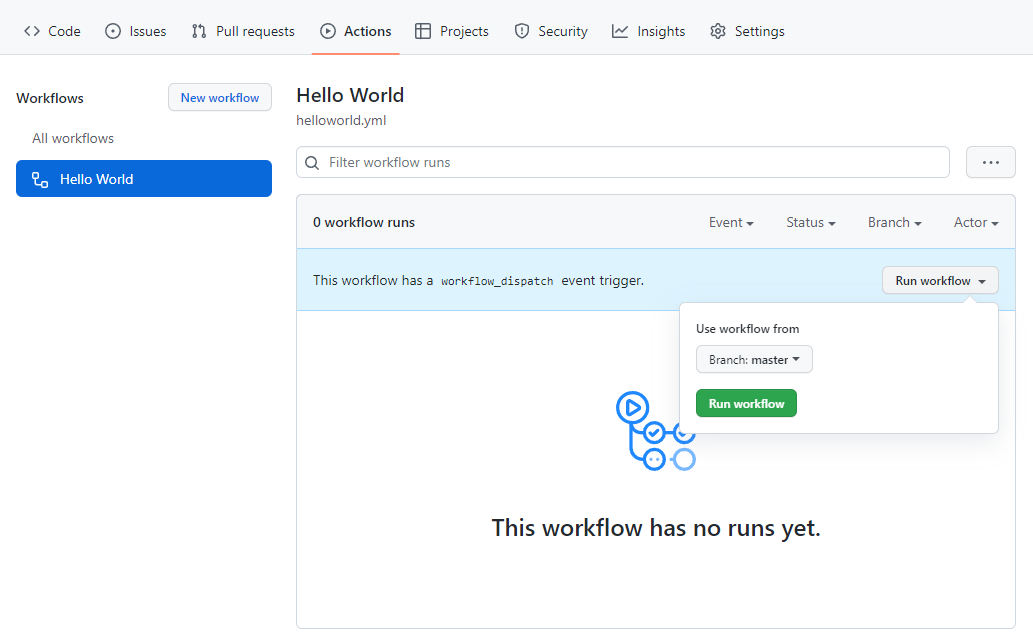 Code Issues Pull requests Actions Projects Security Insights Settings
Workflows
New workflow
All workflows
Hello World
Hello World
helloworld.yml
Filter workflow runs
0 workflow runs
Event Status Branch Actor
This workflow has a workflow_dispatch event trigger.
Run workflow
Use workflow from
Branch: master
Run workflow
This workflow has no runs yet.